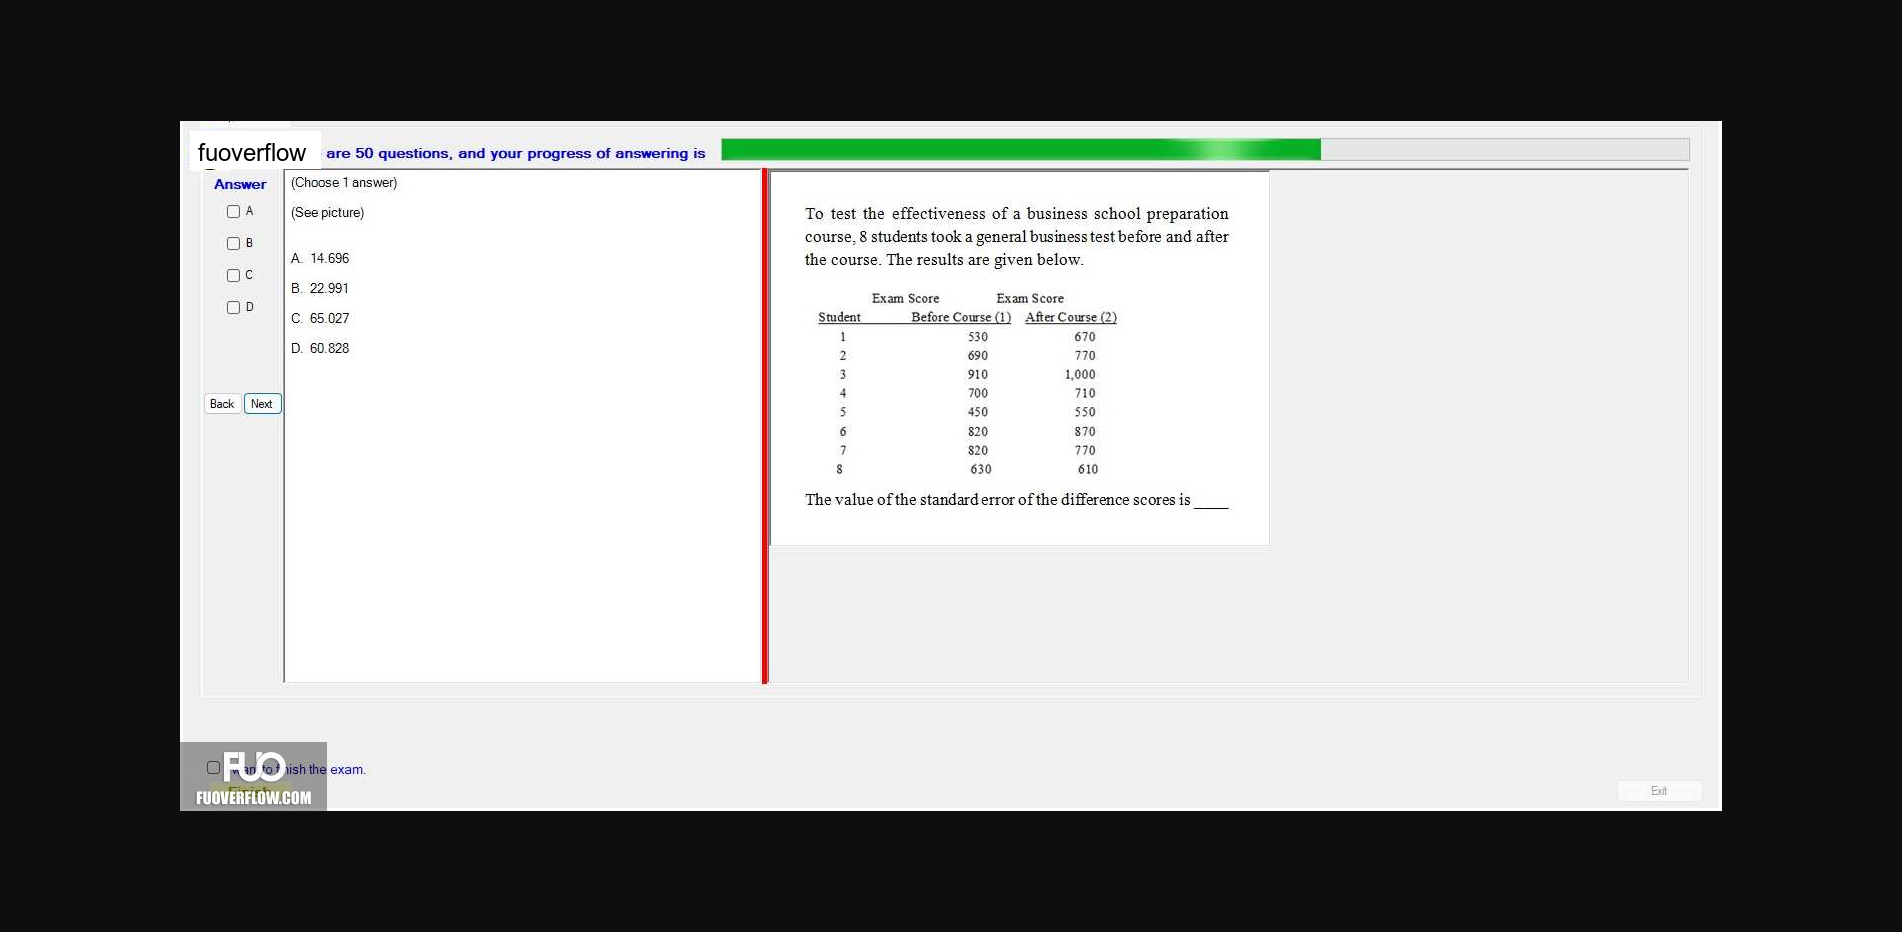 fuoverflow are 50 questions, and your progress of answering is
Answer
A
B
C
D
Back Next
(Choose 1 answer)
(See picture)
A. 14.696
B. 22.991
C. 65.027
D. 60.828
To test the effectiveness of a business school preparation
course, 8 students took a general business test before and after
the course. The results are given below.
Exam Score Exam Score
Student Before Course (1) After Course (2)
1 530 670
2 690 770
3 910 1,000
4 700 710
5 450 550
6 820 870
7 820 770
8 630 610
The value of the standard error of the difference scores is ____
FUO
want to finish the exam.
Finish
FUOVERFLOW.COM
Exit